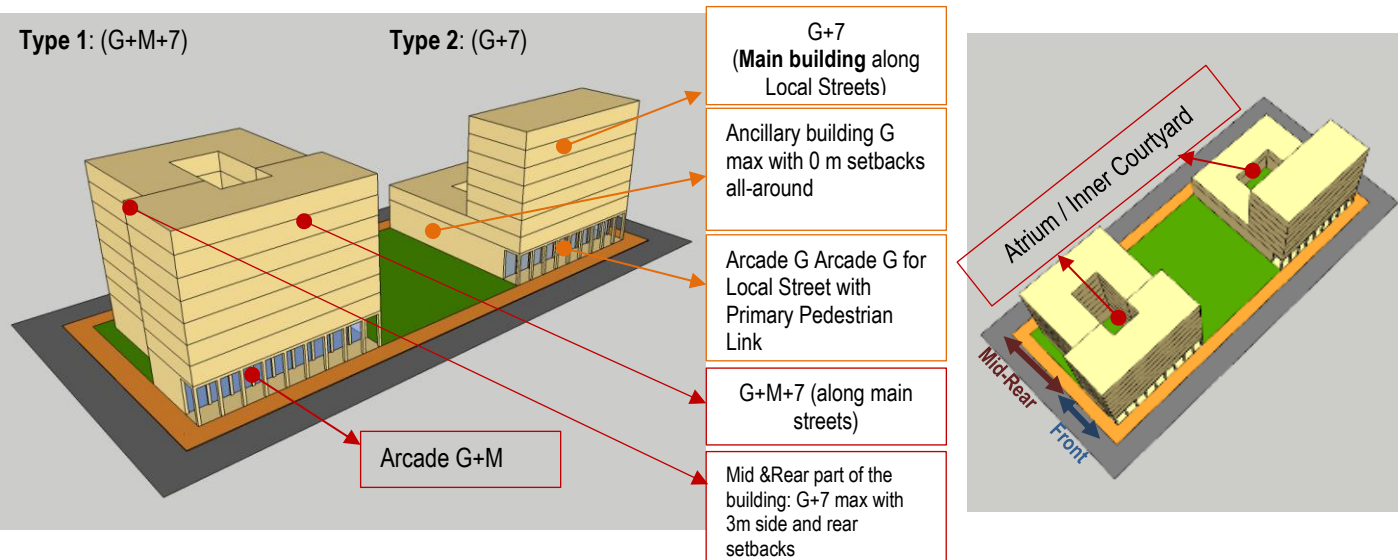 Type 1: (G+M+7)
Type 2: (G+7)
G+7
(Main building along
Local Streets)
Ancillary building G
max with 0 m setbacks
all-around
Arcade G Arcade G for
Local Street with
Primary Pedestrian
Link
G+M+7 (along main
streets)
Mid &Rear part of the
building: G+7 max with
3m side and rear
setbacks
Arcade G+M
Atrium / Inner Courtyard
Mid-Rear
Front